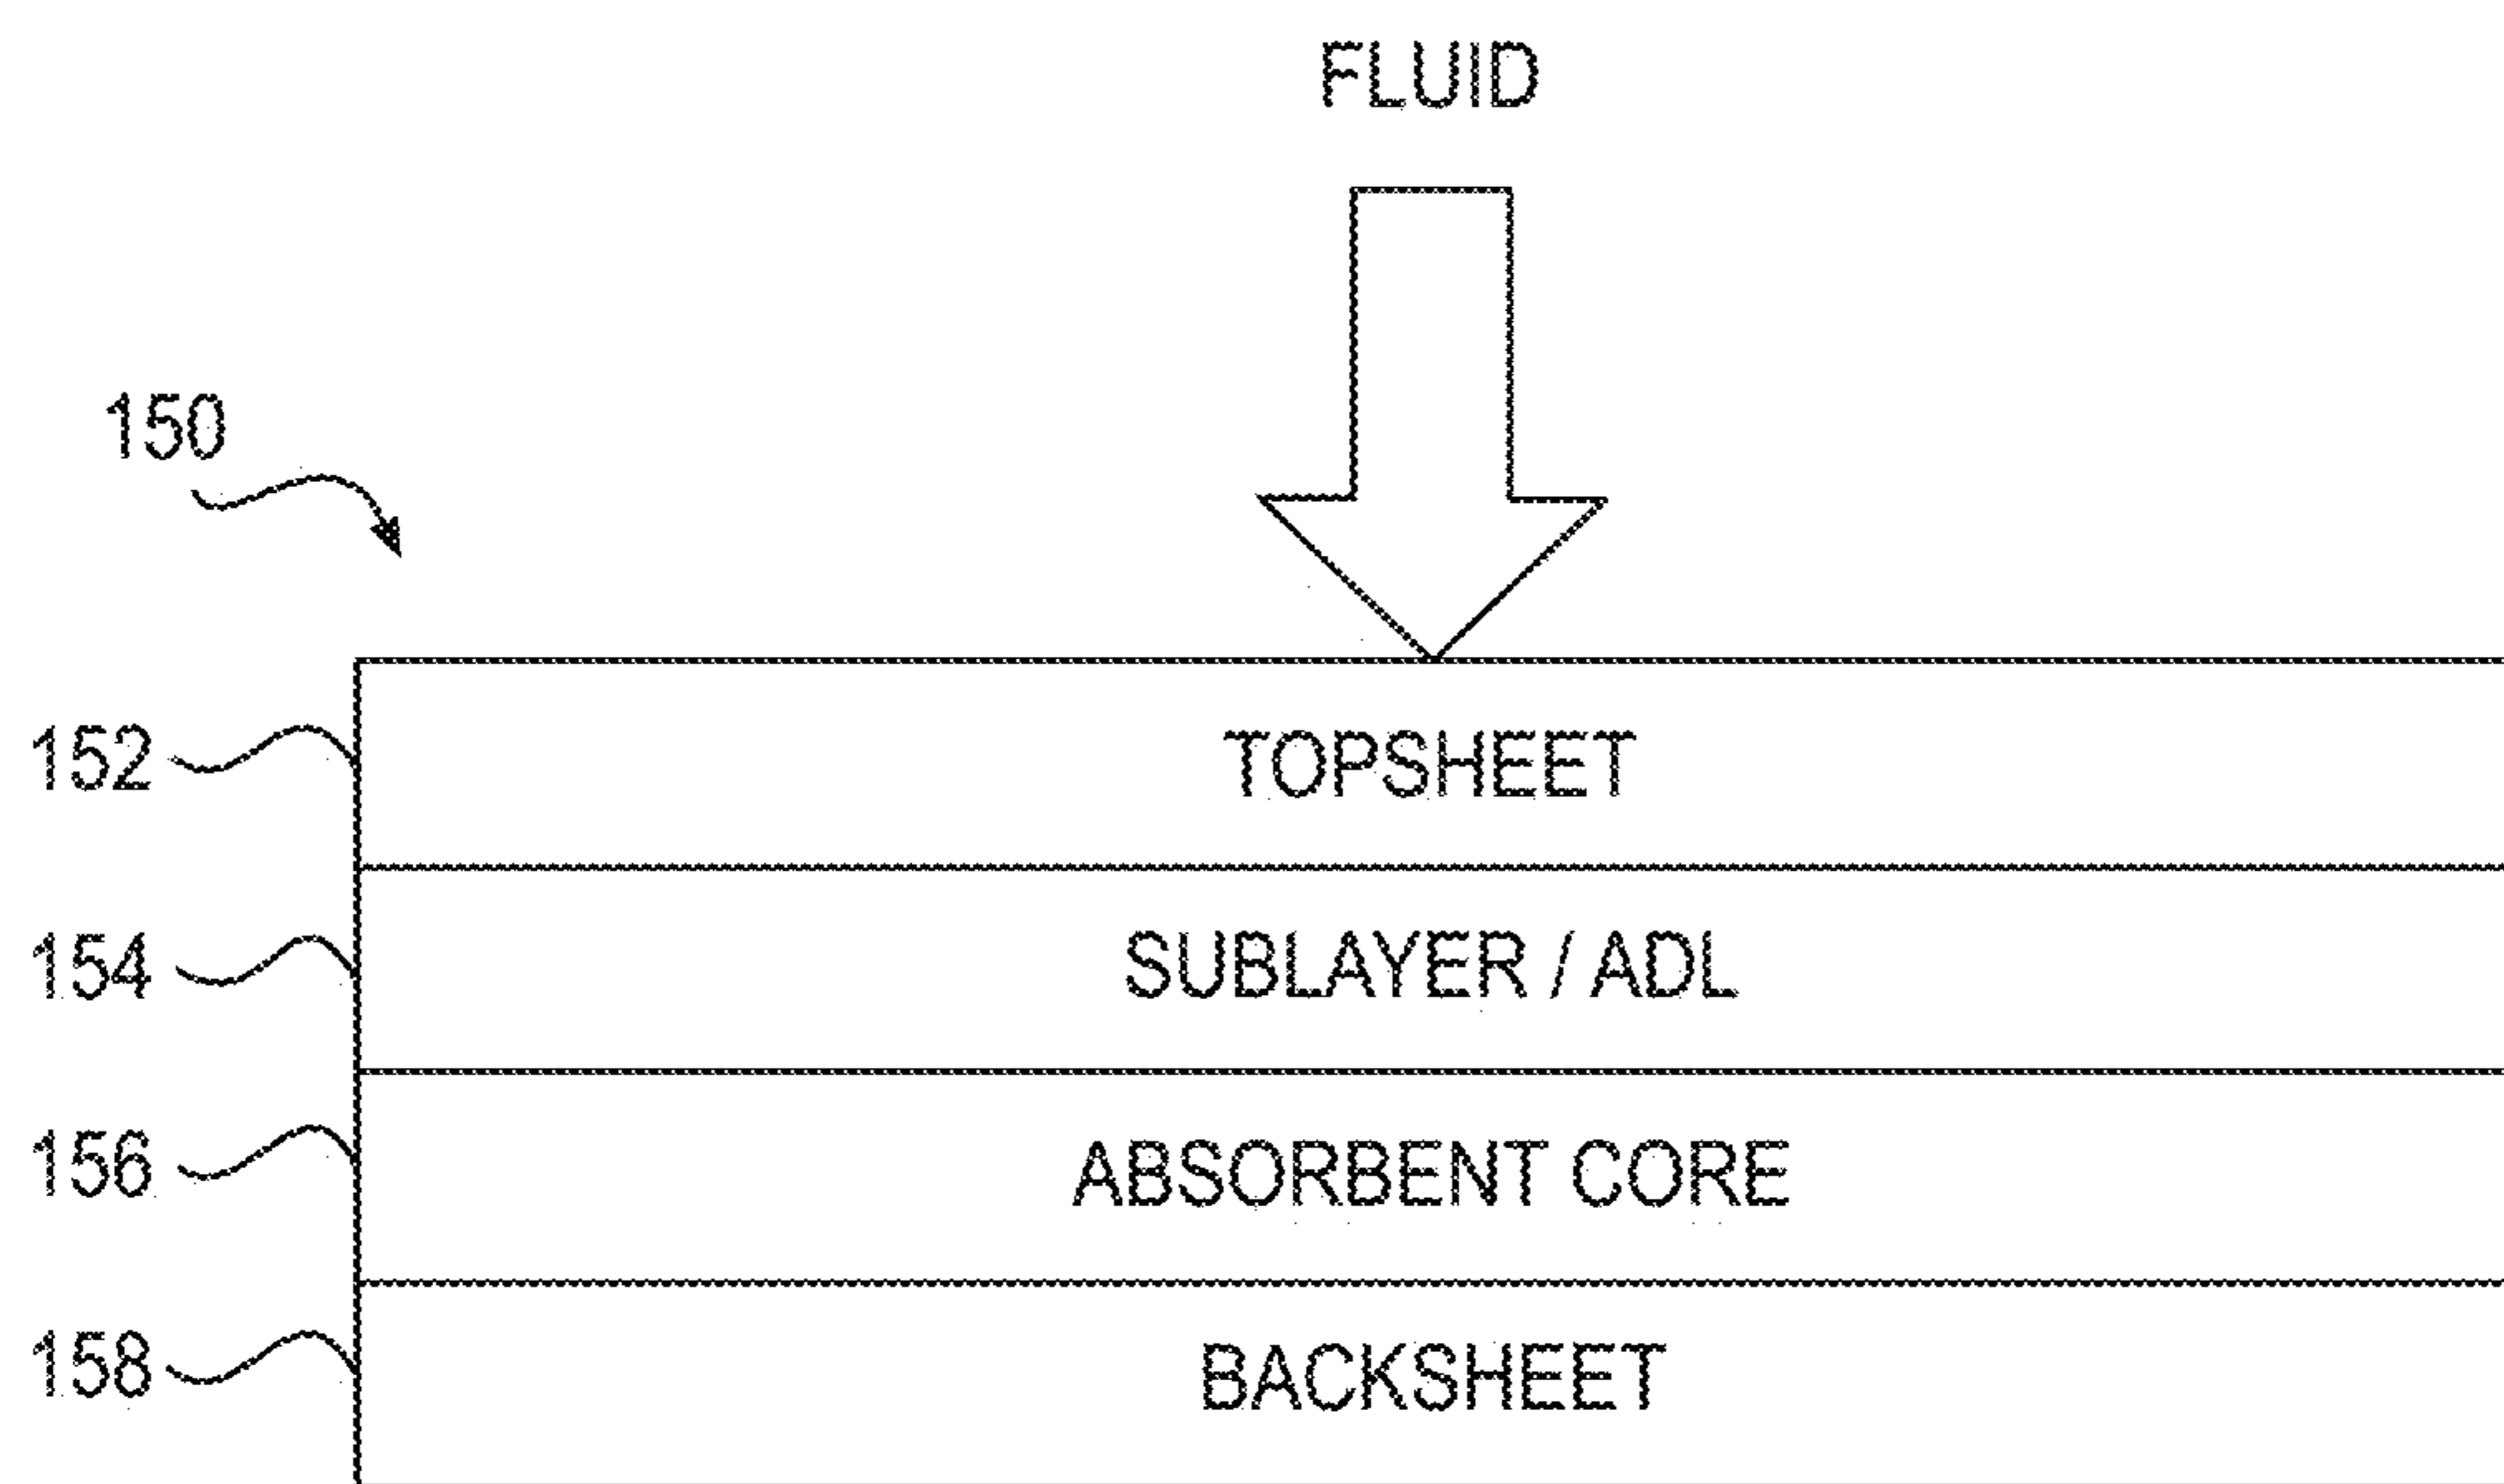 FLUID
150
152
TOPSHEET
154
SUBLAYER / ADL
156
ABSORBENT CORE
158
BACKSHEET